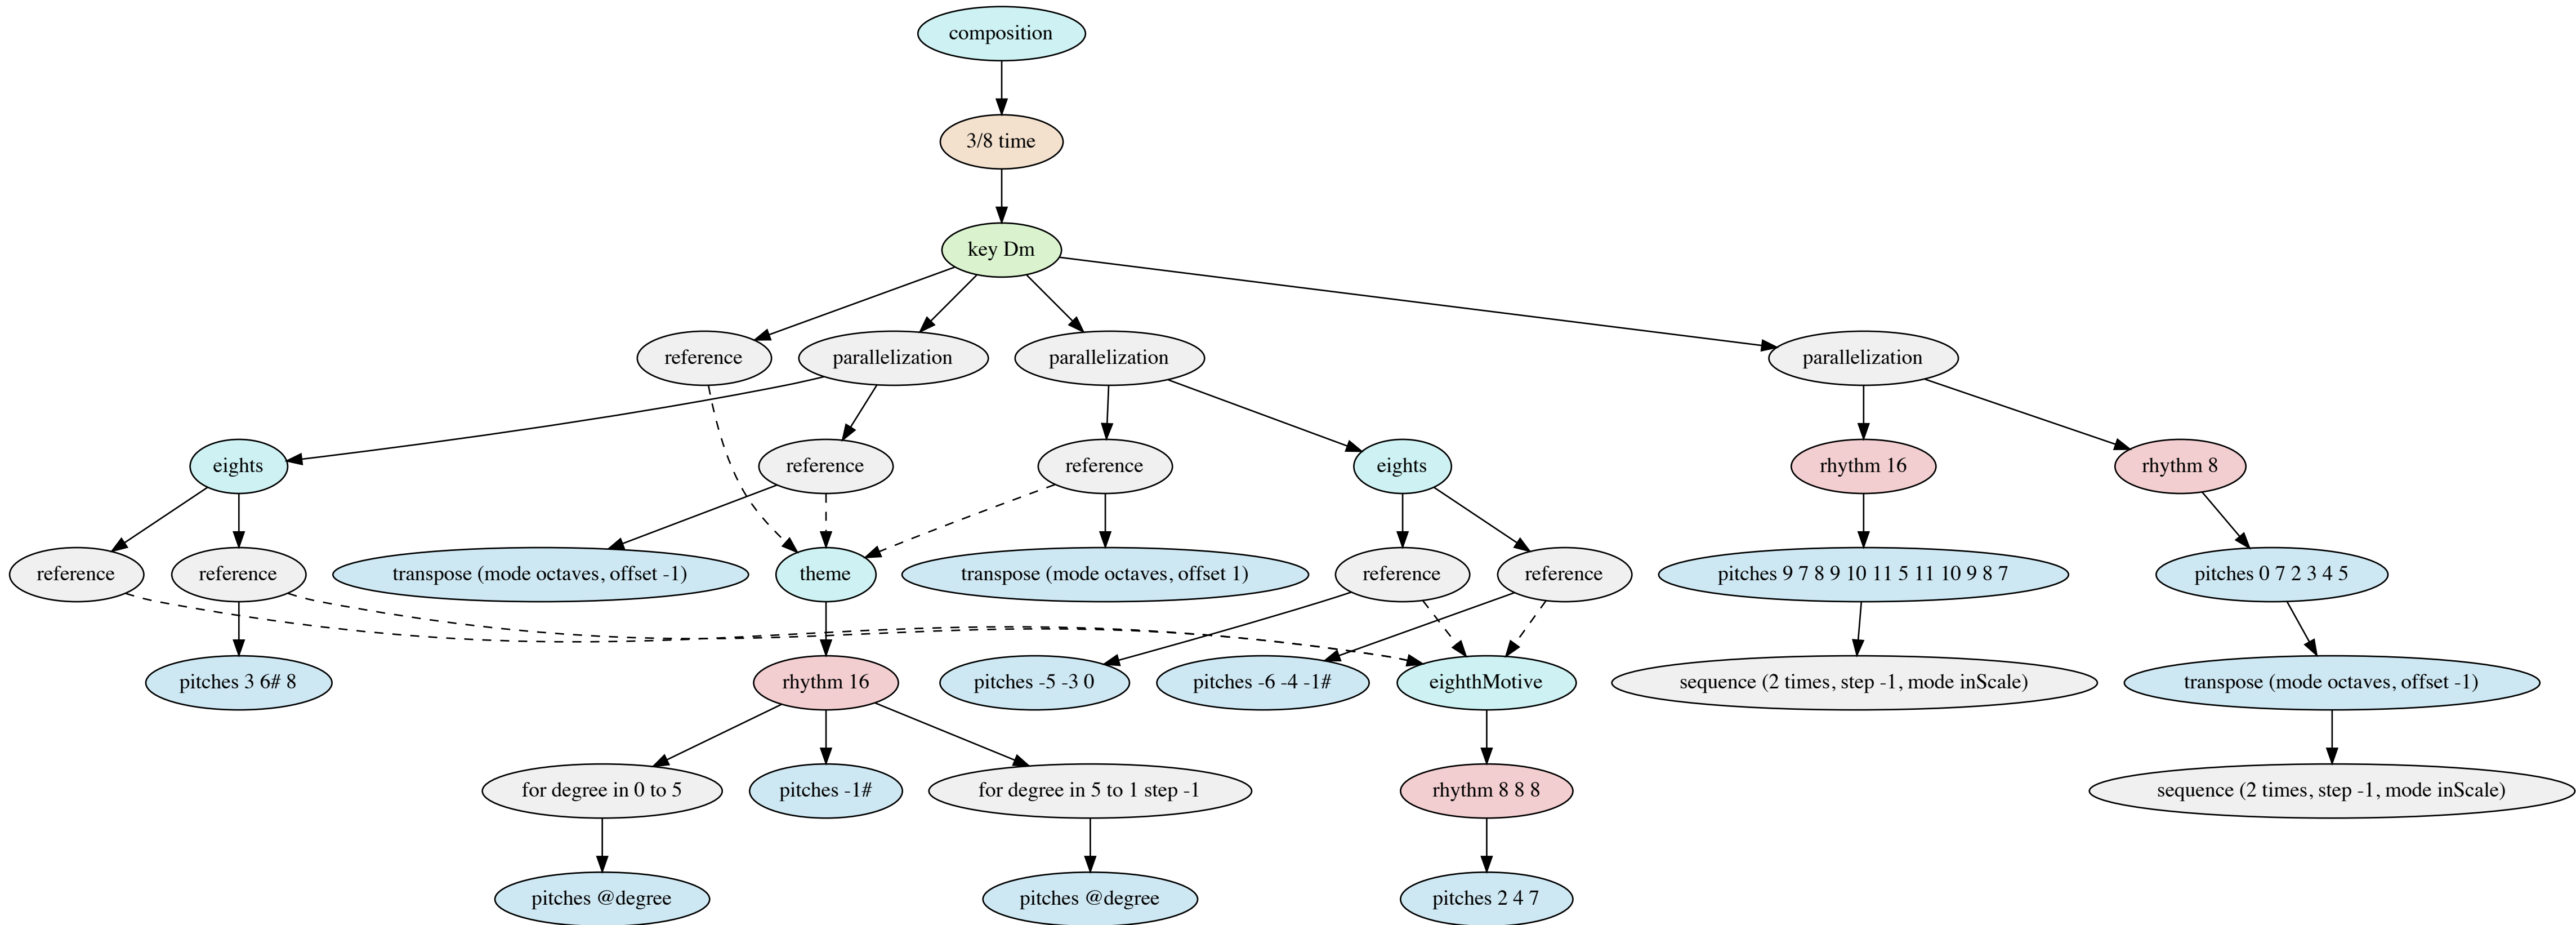 composition
3/8 time
key Dm
reference
parallelization
parallelization
parallelization
eights
reference
reference
eights
rhythm 16
rhythm 8
reference
reference
transpose (mode octaves, offset -1)
theme
transpose (mode octaves, offset 1)
reference
reference
pitches 9 7 8 9 10 11 5 11 10 9 8 7
pitches 0 7 2 3 4 5
pitches 3 6# 8
rhythm 16
pitches -5 -3 0
pitches -6 -4 -1#
eighthMotive
sequence (2 times, step -1, mode inScale)
transpose (mode octaves, offset -1)
for degree in 0 to 5
pitches -1#
for degree in 5 to 1 step -1
rhythm 8 8 8
sequence (2 times, step -1, mode inScale)
pitches @degree
pitches @degree
pitches 2 4 7